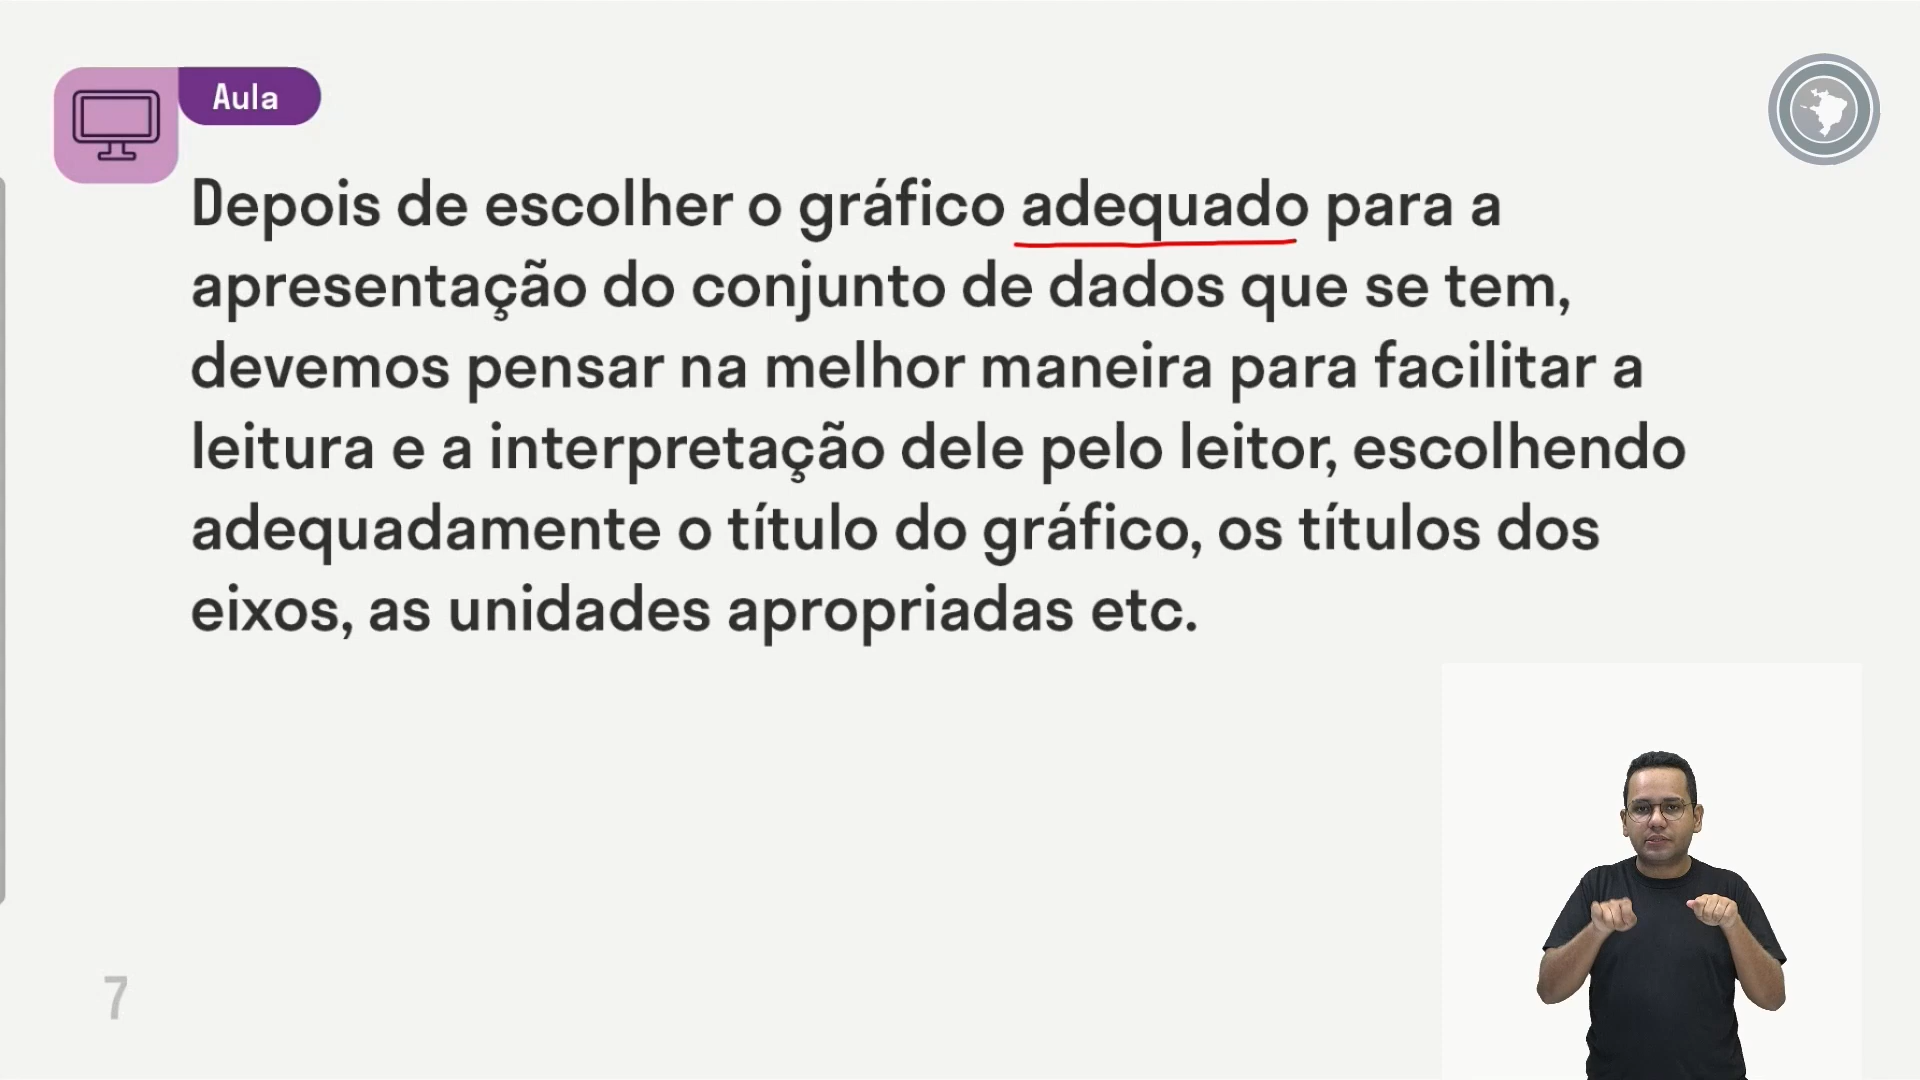 Aula
Depois de escolher o gráfico adequado para a
apresentação do conjunto de dados que se tem,
devemos pensar na melhor maneira para facilitar a
leitura e a interpretação dele pelo leitor, escolhendo
adequadamente o título do gráfico, os títulos dos
eixos, as unidades apropriadas etc.
7